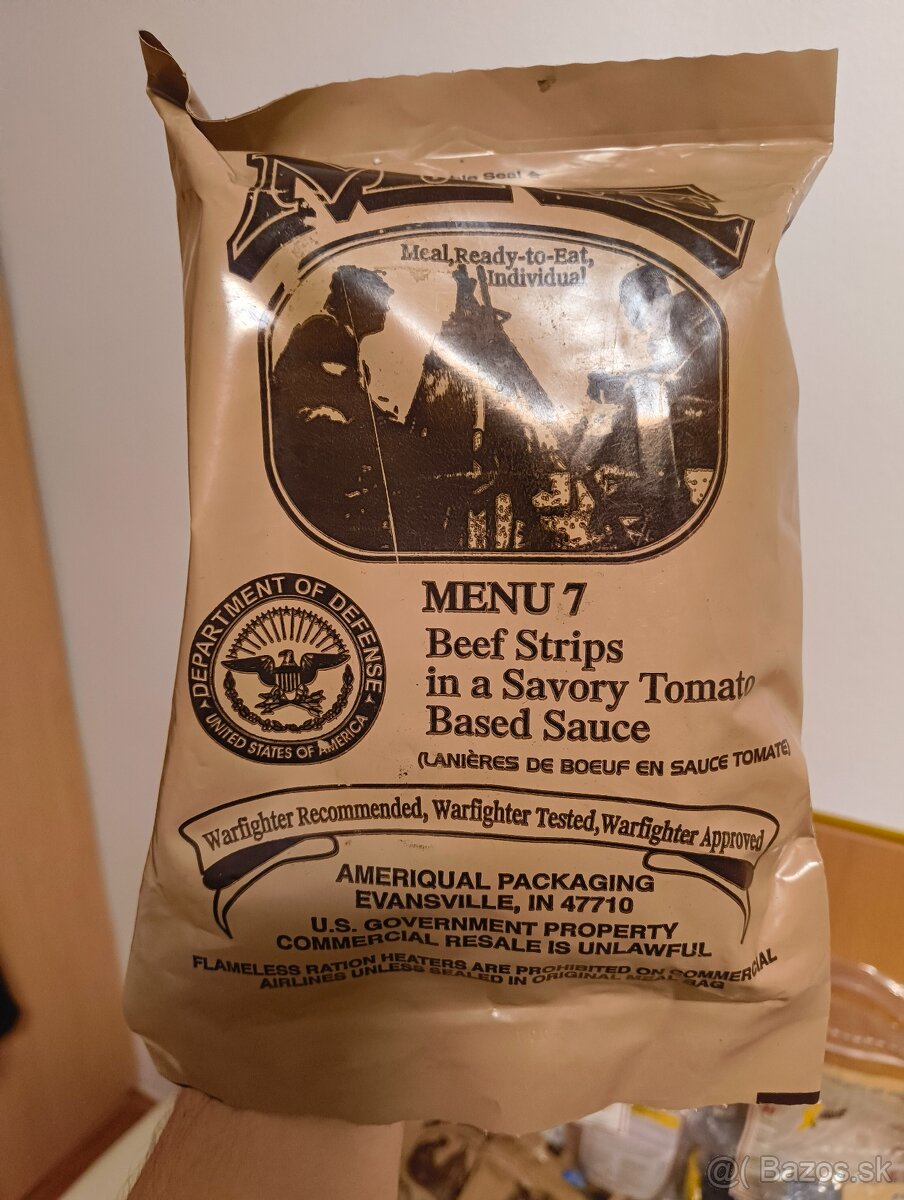 Seal
Meal, Ready-to-Eat,
Individual
MENU 7
Beef Strips
in a Savory Tomato
Based Sauce
(LANIÈRES DE BOEUF EN SAUCE TOMATE)
DEPARTMENT OF DEFENSE
UNITED STATES OF AMERICA
Warfighter Recommended, Warfighter Tested, Warfighter Approved
AMERIQUAL PACKAGING
EVANSVILLE, IN 47710
U.S. GOVERNMENT PROPERTY
COMMERCIAL RESALE IS UNLAWFUL
FLAMELESS RATION HEATERS ARE PROHIBITED ON COMMERCIAL
AIRLINES UNLESS SEALED IN ORIGINAL MEAL BAG
Bazos.sk